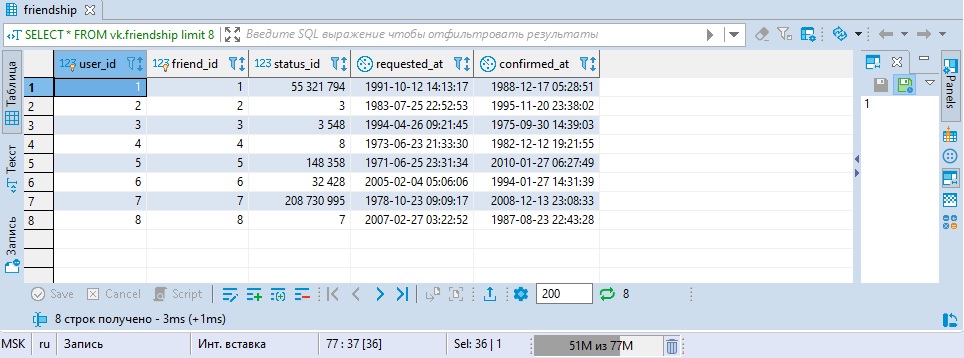 friendship
SELECT * FROM vk.friendship limit 8 Введите SQL выражение чтобы отфильтровать результаты
Таблица
Текст
Запись
Panels
123 user_id 123 friend_id 123 status_id requested_at confirmed_at
1 1 1 55 321 794 1991-10-12 14:13:17 1988-12-17 05:28:51
2 2 2 3 1983-07-25 22:52:53 1995-11-20 23:38:02
3 3 3 3 548 1994-04-26 09:21:45 1975-09-30 14:39:03
4 4 4 8 1973-06-23 21:33:30 1982-12-12 19:21:55
5 5 5 148 358 1971-06-25 23:31:34 2010-01-27 06:27:49
6 6 6 32 428 2005-02-04 05:06:06 1994-01-27 14:31:39
7 7 7 208 730 995 1978-10-23 09:09:17 2008-12-13 23:08:33
8 8 8 7 2007-02-27 03:22:52 1987-08-23 22:43:28
1
Save Cancel Script 200 8
8 строк получено - 3ms (+1ms)
MSK ru Запись Инт. вставка 77 : 37 [36] Sel: 36 | 1 51M из 77M